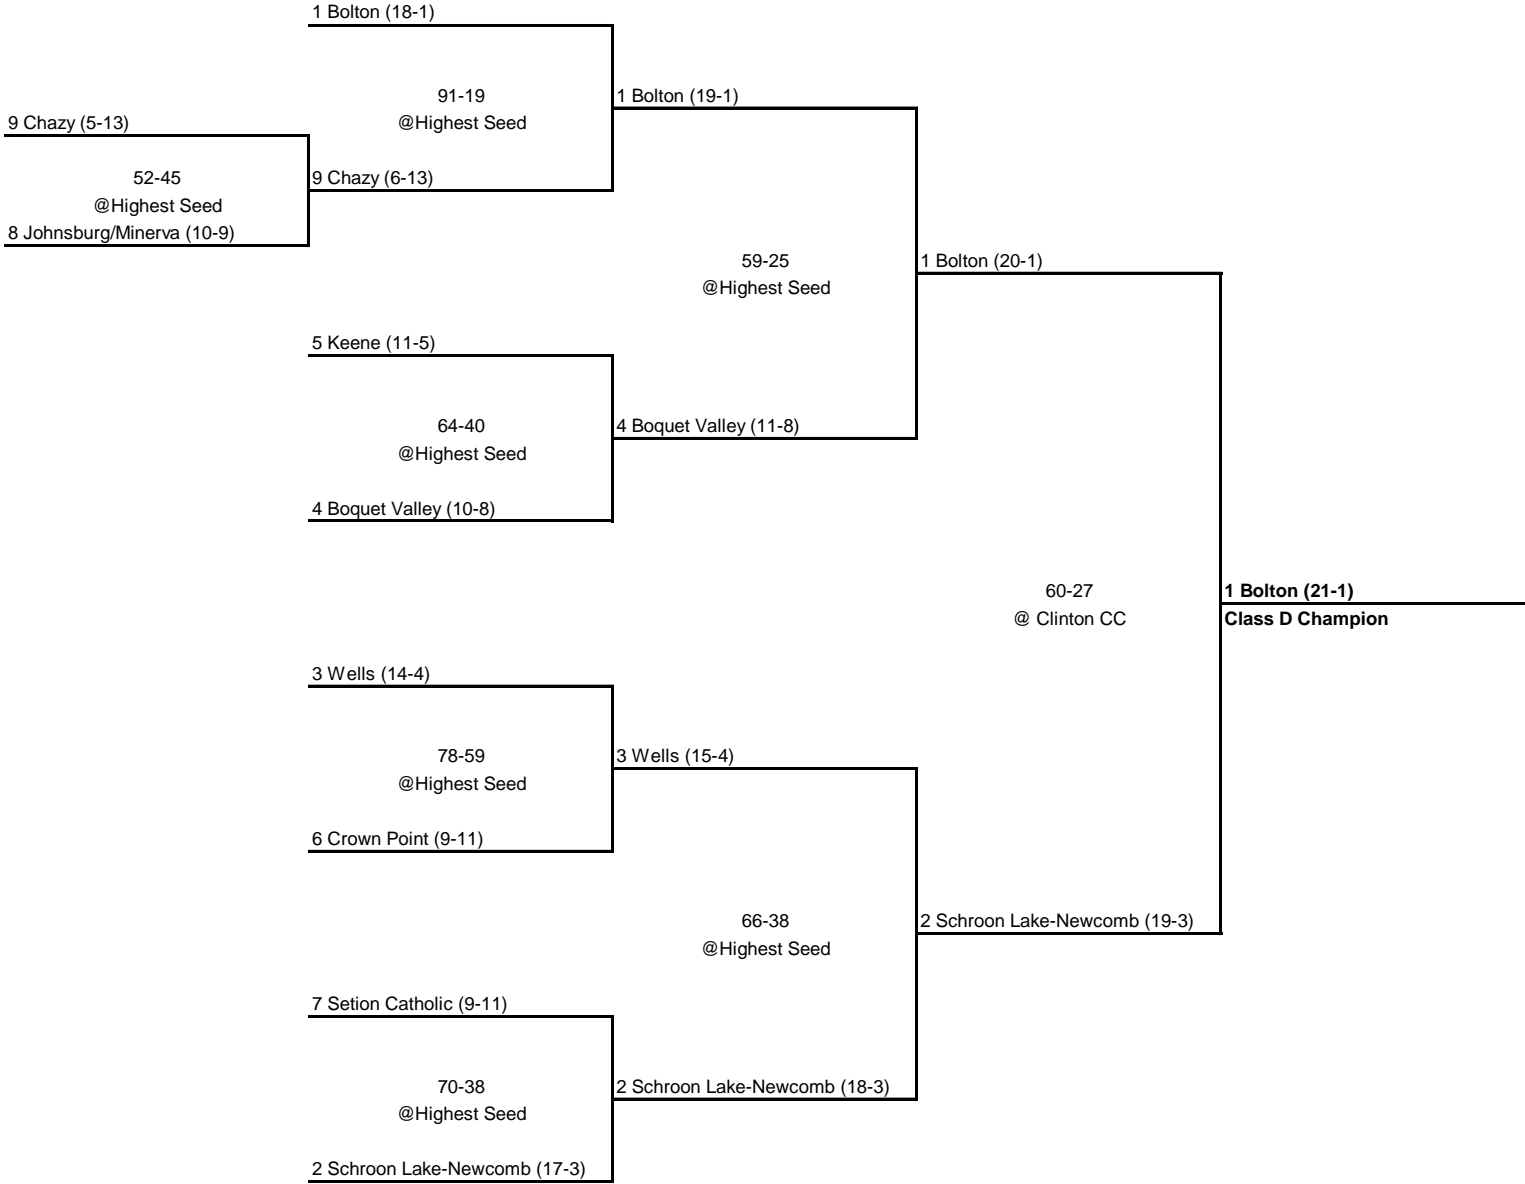 1 Bolton (18-1)
91-19
@Highest Seed
1 Bolton (19-1)
9 Chazy (5-13)
52-45
@Highest Seed
9 Chazy (6-13)
8 Johnsburg/Minerva (10-9)
59-25
@Highest Seed
1 Bolton (20-1)
5 Keene (11-5)
64-40
@Highest Seed
4 Boquet Valley (11-8)
4 Boquet Valley (10-8)
60-27
@ Clinton CC
1 Bolton (21-1)
Class D Champion
3 Wells (14-4)
78-59
@Highest Seed
3 Wells (15-4)
6 Crown Point (9-11)
66-38
@Highest Seed
2 Schroon Lake-Newcomb (19-3)
7 Setion Catholic (9-11)
70-38
@Highest Seed
2 Schroon Lake-Newcomb (18-3)
2 Schroon Lake-Newcomb (17-3)